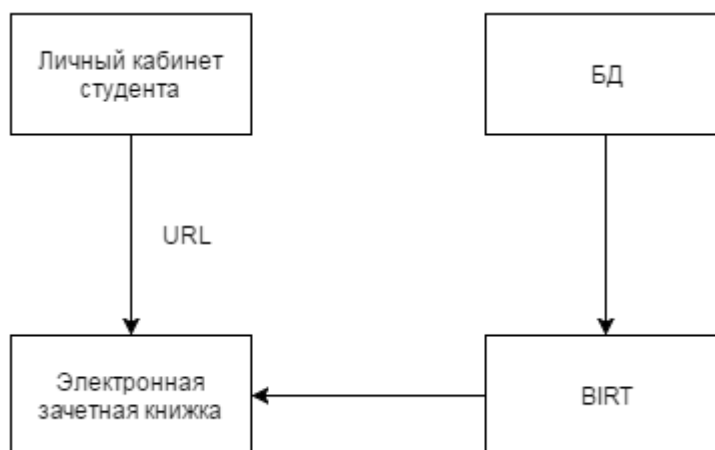 Личный кабинет
студента
БД
URL
Электронная
зачетная книжка
BIRT